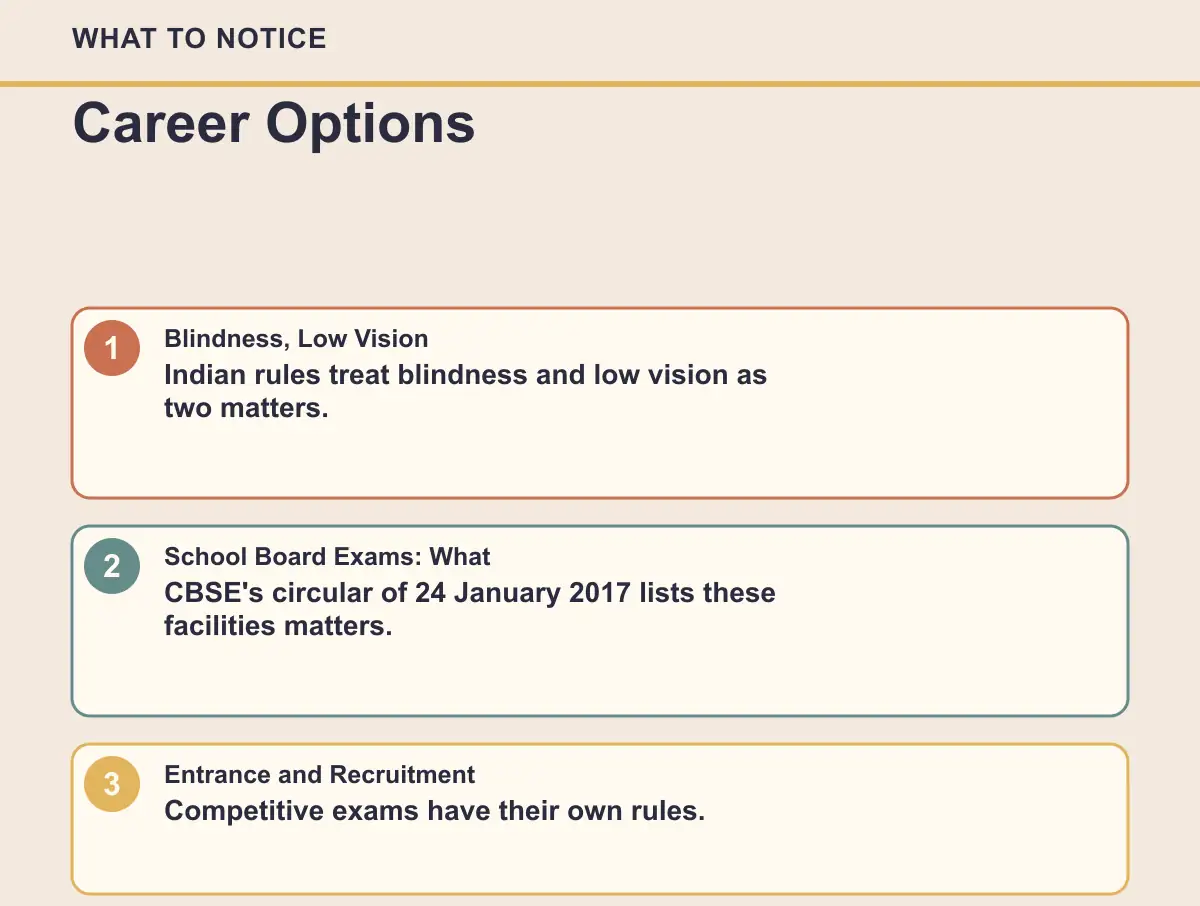 WHAT TO NOTICE
Career Options
1
Blindness, Low Vision
Indian rules treat blindness and low vision as
two matters.
2
School Board Exams: What
CBSE's circular of 24 January 2017 lists these
facilities matters.
3
Entrance and Recruitment
Competitive exams have their own rules.